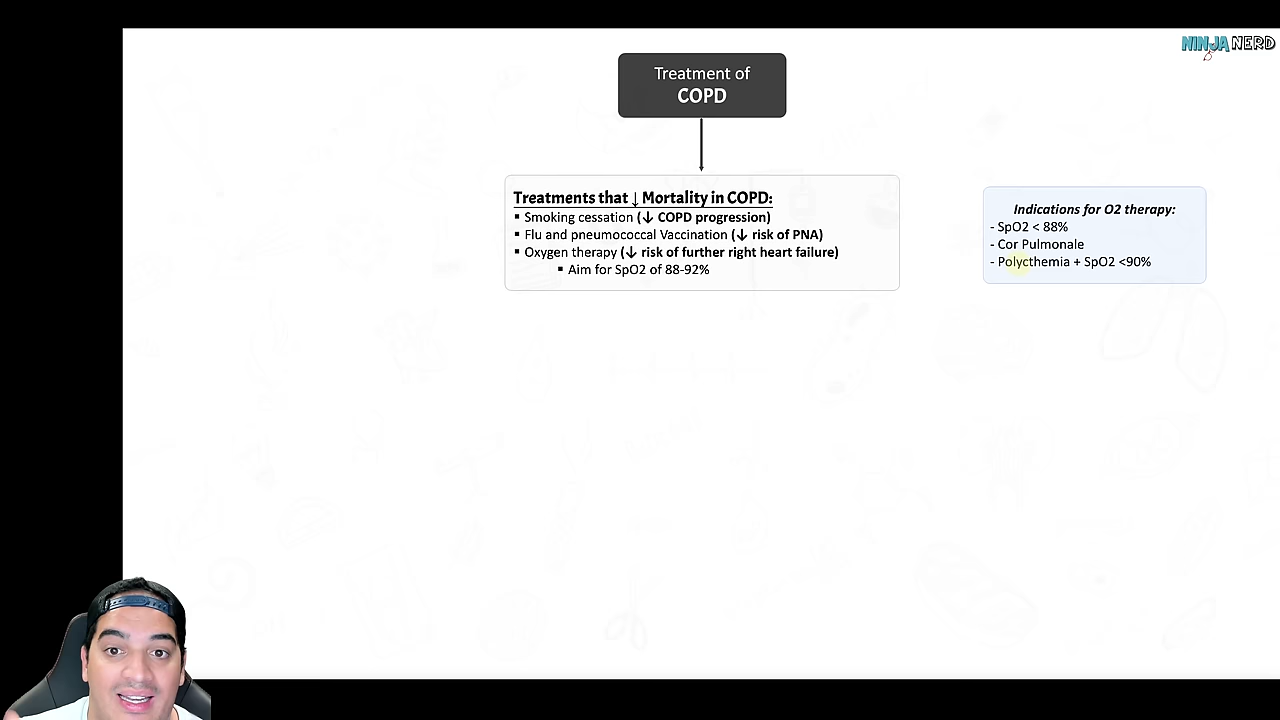 NINJA NERD
Treatment of
COPD
Treatments that ↓ Mortality in COPD:
▪ Smoking cessation (↓ COPD progression)
▪ Flu and pneumococcal Vaccination (↓ risk of PNA)
▪ Oxygen therapy (↓ risk of further right heart failure)
▪ Aim for SpO2 of 88-92%
Indications for O2 therapy:
- SpO2 < 88%
- Cor Pulmonale
- Polycthemia + SpO2 <90%